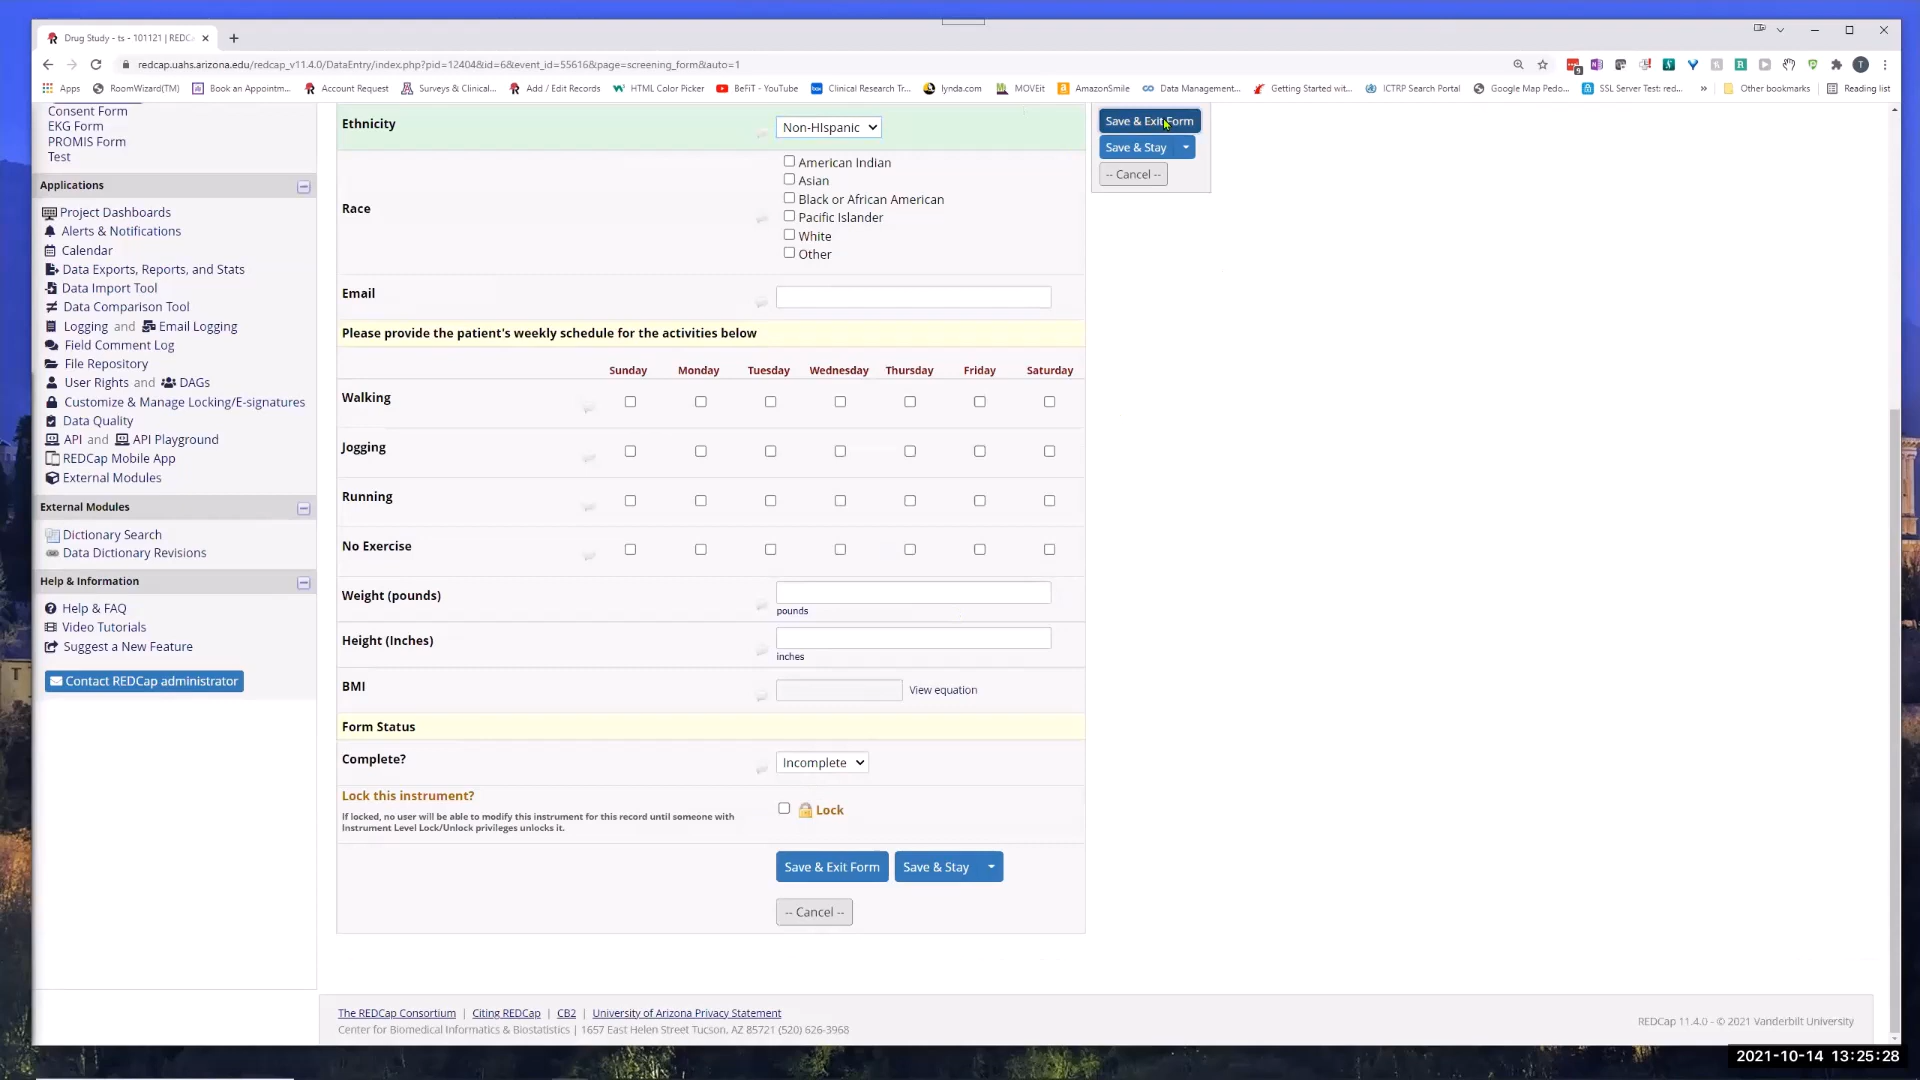 Drug Study - ts - 101121 | REDC
redcap.uahs.arizona.edu/redcap_v11.4.0/DataEntry/index.php?pid=12404&id=6&event_id=55616&page=screening_form&auto=1
Apps RoomWizard(TM) Book an Appointm... Account Request Surveys & Clinical... Add / Edit Records HTML Color Picker BeFiT - YouTube Clinical Research Tr... lynda.com MOVEit AmazonSmile Data Management... Getting Started wit... ICTRP Search Portal Google Map Pedo... SSL Server Test: red... » Other bookmarks Reading list
Consent Form
EKG Form
PROMIS Form
Test
Applications
Project Dashboards
Alerts & Notifications
Calendar
Data Exports, Reports, and Stats
Data Import Tool
Data Comparison Tool
Logging and Email Logging
Field Comment Log
File Repository
User Rights and DAGs
Customize & Manage Locking/E-signatures
Data Quality
API and API Playground
REDCap Mobile App
External Modules
External Modules
Dictionary Search
Data Dictionary Revisions
Help & Information
Help & FAQ
Video Tutorials
Suggest a New Feature
Contact REDCap administrator
Ethnicity Non-HIspanic
Race
American Indian
Asian
Black or African American
Pacific Islander
White
Other
Email
Please provide the patient's weekly schedule for the activities below
Sunday Monday Tuesday Wednesday Thursday Friday Saturday
Walking
Jogging
Running
No Exercise
Weight (pounds)
pounds
Height (Inches)
inches
BMI View equation
Form Status
Complete? Incomplete
Lock this instrument?
If locked, no user will be able to modify this instrument for this record until someone with
Instrument Level Lock/Unlock privileges unlocks it.
Lock
Save & Exit Form Save & Stay
-- Cancel --
Save & Exit Form
Save & Stay
-- Cancel --
The REDCap Consortium | Citing REDCap | CB2 | University of Arizona Privacy Statement
Center for Biomedical Informatics & Biostatistics | 1657 East Helen Street Tucson, AZ 85721 (520) 626-3968
REDCap 11.4.0 - © 2021 Vanderbilt University
2021-10-14 13:25:28